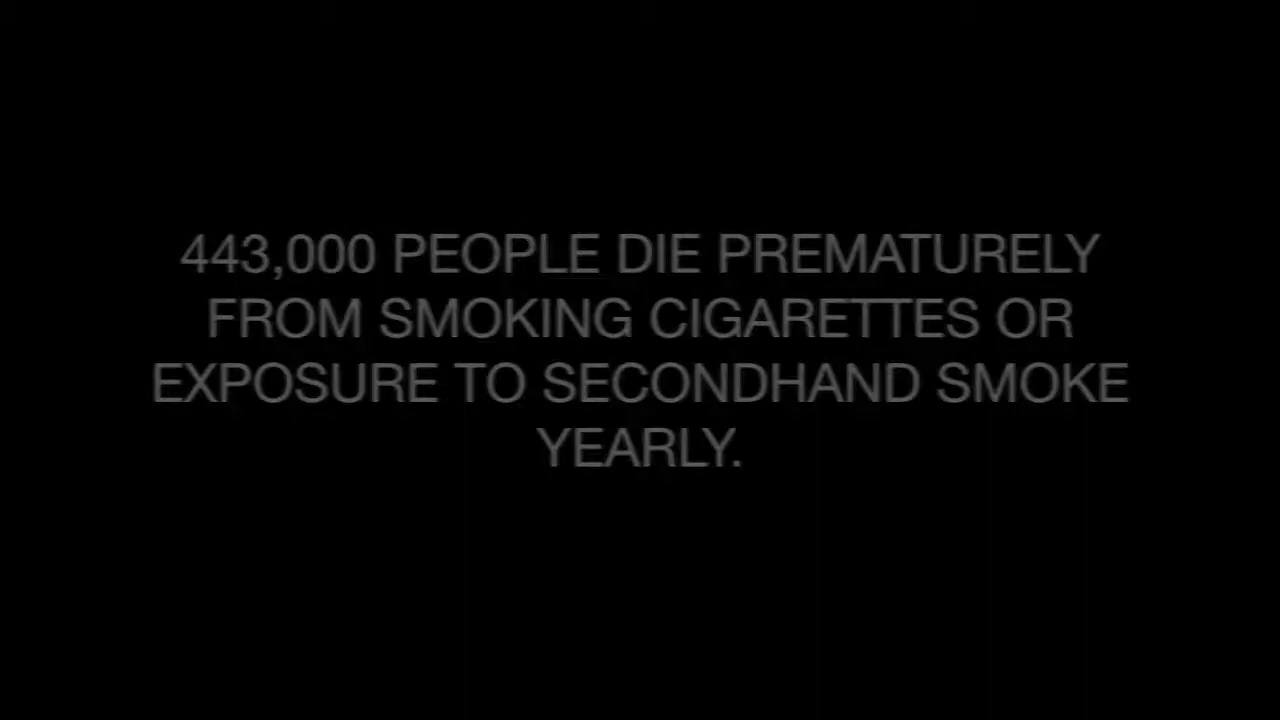 443,000 PEOPLE DIE PREMATURELY
FROM SMOKING CIGARETTES OR
EXPOSURE TO SECONDHAND SMOKE
YEARLY.